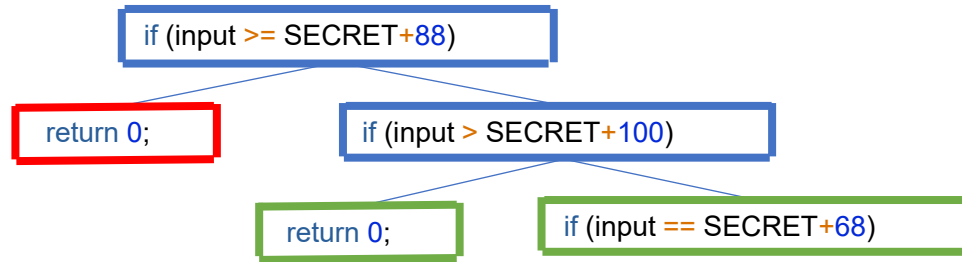 if (input >= SECRET+88)
return 0;
if (input > SECRET+100)
return 0;
if (input == SECRET+68)